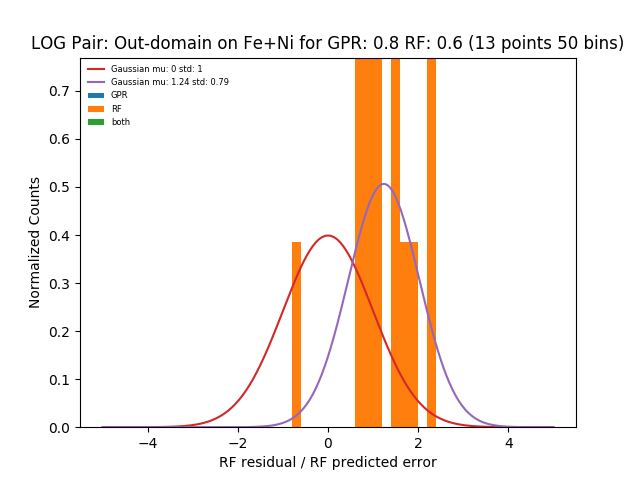 LOG Pair: Out-domain on Fe+Ni for GPR: 0.8 RF: 0.6 (13 points 50 bins)
Gaussian mu: 0 std: 1
Gaussian mu: 1.24 std: 0.79
GPR
RF
both
Normalized Counts
0.7
0.6
0.5
0.4
0.3
0.2
0.1
0.0
−4 −2 0 2 4
RF residual / RF predicted error